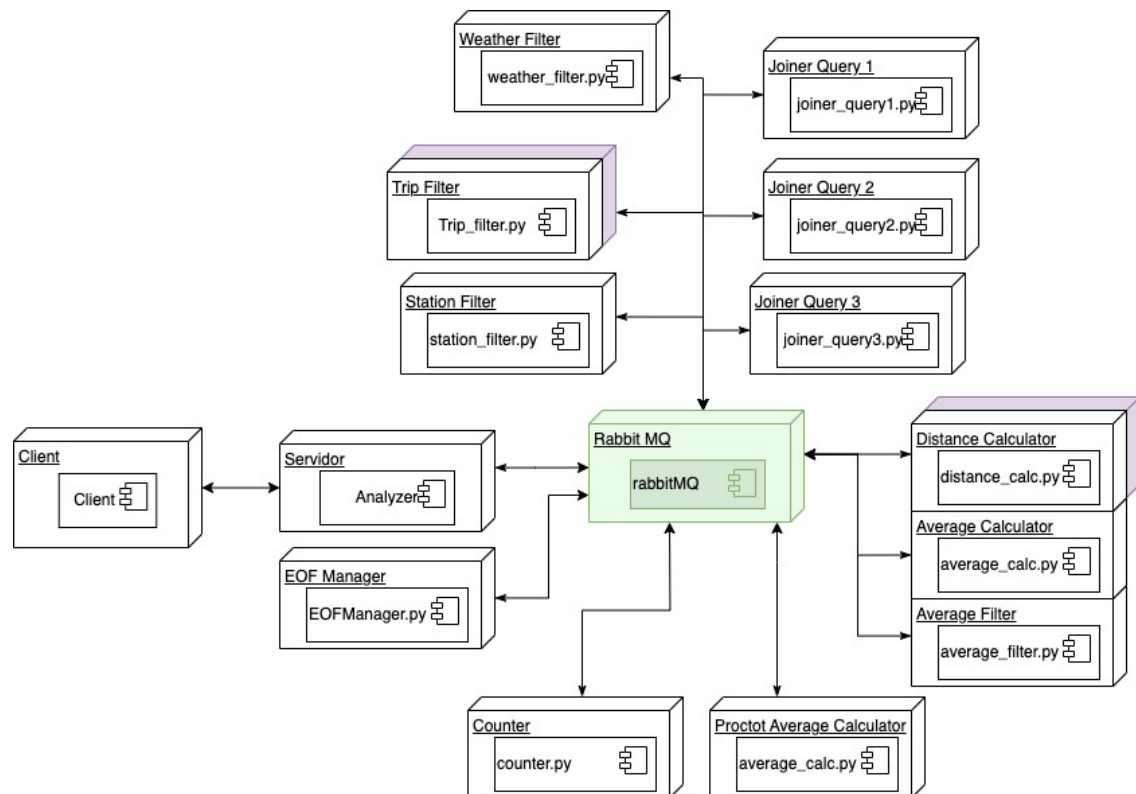 Weather Filter
weather_filter.py
Joiner Query 1
joiner_query1.py
Trip Filter
Trip_filter.py
Joiner Query 2
joiner_query2.py
Station Filter
station_filter.py
Joiner Query 3
joiner_query3.py
Client
Client
Servidor
Analyzer
Rabbit MQ
rabbitMQ
Distance Calculator
distance_calc.py
Average Calculator
average_calc.py
EOF Manager
EOFManager.py
Average Filter
average_filter.py
Counter
counter.py
Proctot Average Calculator
average_calc.py